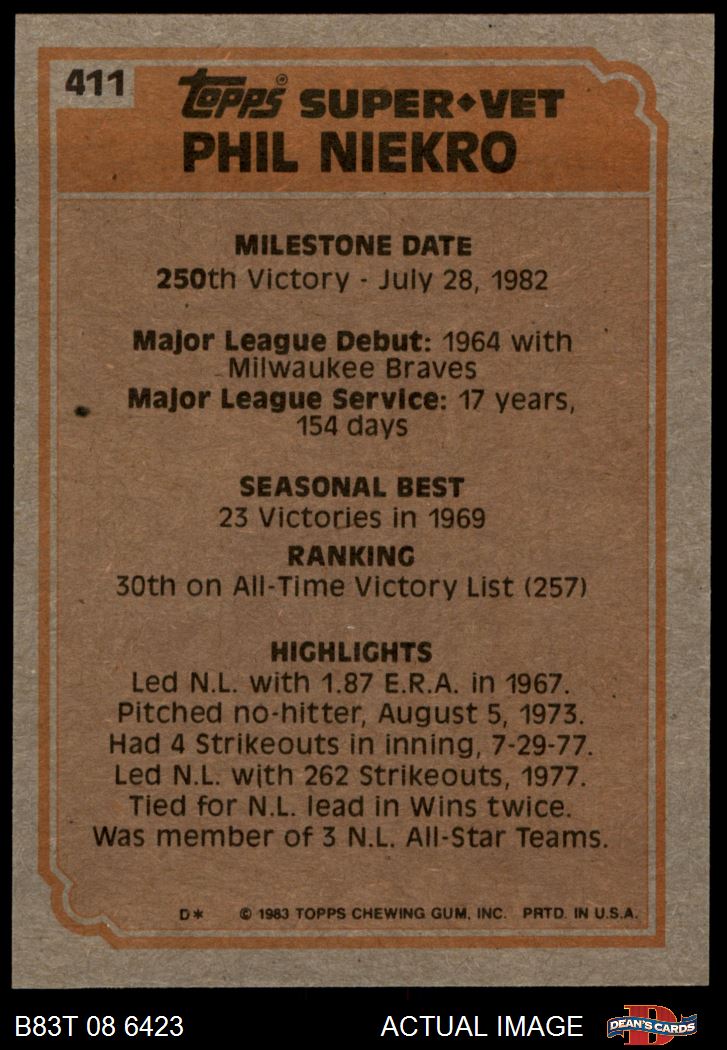 411
TOPPS® SUPER◆VET
PHIL NIEKRO
MILESTONE DATE
250th Victory - July 28, 1982
Major League Debut: 1964 with
Milwaukee Braves
Major League Service: 17 years,
154 days
SEASONAL BEST
23 Victories in 1969
RANKING
30th on All-Time Victory List (257)
HIGHLIGHTS
Led N.L. with 1.87 E.R.A. in 1967.
Pitched no-hitter, August 5, 1973.
Had 4 Strikeouts in inning, 7-29-77.
Led N.L. with 262 Strikeouts, 1977.
Tied for N.L. lead in Wins twice.
Was member of 3 N.L. All-Star Teams.
D* © 1983 TOPPS CHEWING GUM, INC. PRTD. IN U.S.A.
B83T 08 6423 ACTUAL IMAGE D DEAN'S CARDS